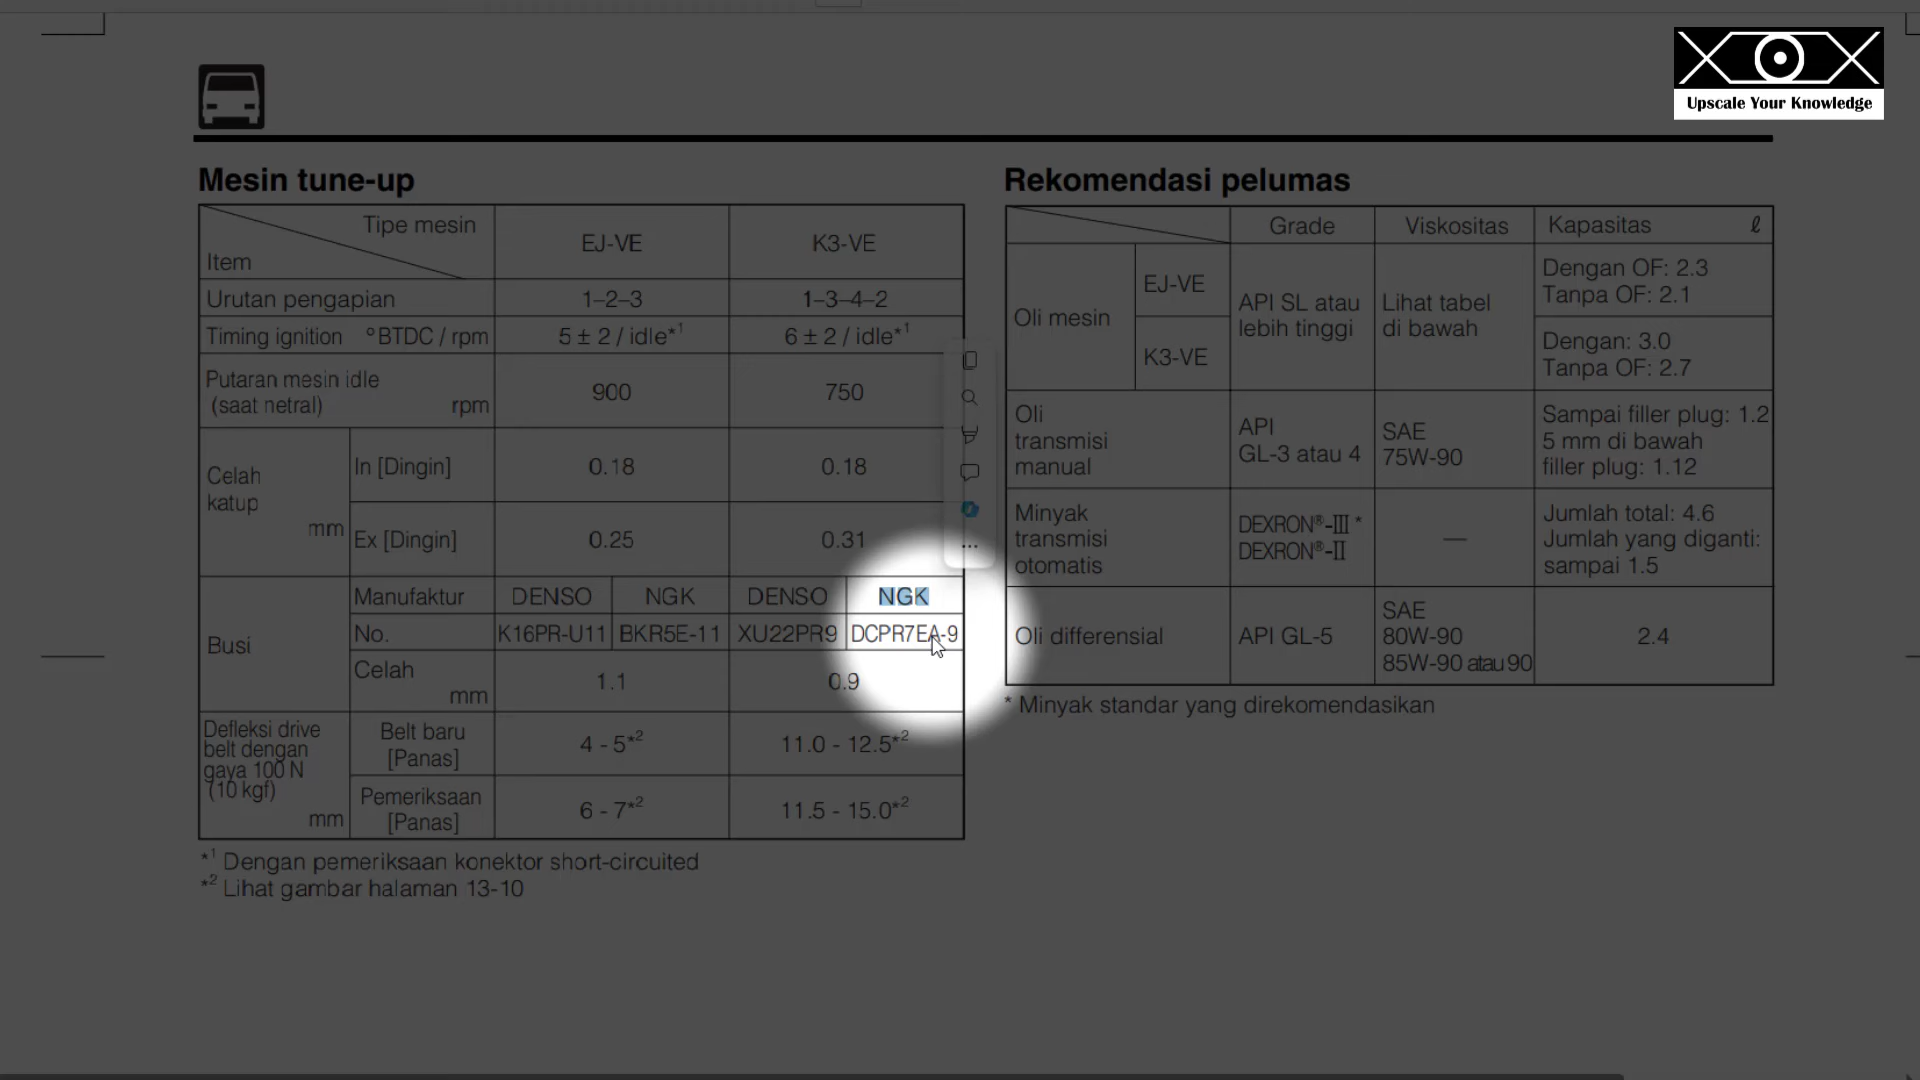 Upscale Your Knowledge
Mesin tune-up
Tipe mesin
Item
EJ-VE
K3-VE
Urutan pengapian
1–2–3
1–3–4–2
Timing ignition °BTDC / rpm
5 ± 2 / idle*1
6 ± 2 / idle*1
Putaran mesin idle
(saat netral) rpm
900
750
Celah
katup
mm
In [Dingin]
0.18
0.18
Ex [Dingin]
0.25
0.31
Busi
Manufaktur
DENSO
NGK
DENSO
NGK
No.
K16PR-U11
BKR5E-11
XU22PR9
DCPR7EA-9
Celah
mm
1.1
0.9
Defleksi drive
belt dengan
gaya 100 N
(10 kgf)
mm
Belt baru
[Panas]
4 - 5*2
11.0 - 12.5*2
Pemeriksaan
[Panas]
6 - 7*2
11.5 - 15.0*2
*1 Dengan pemeriksaan konektor short-circuited
*2 Lihat gambar halaman 13-10
Rekomendasi pelumas
Grade
Viskositas
Kapasitas ℓ
Oli mesin
EJ-VE
K3-VE
API SL atau
lebih tinggi
Lihat tabel
di bawah
Dengan OF: 2.3
Tanpa OF: 2.1
Dengan: 3.0
Tanpa OF: 2.7
Oli
transmisi
manual
API
GL-3 atau 4
SAE
75W-90
Sampai filler plug: 1.2
5 mm di bawah
filler plug: 1.12
Minyak
transmisi
otomatis
DEXRON®-III *
DEXRON®-II
—
Jumlah total: 4.6
Jumlah yang diganti:
sampai 1.5
Oli differensial
API GL-5
SAE
80W-90
85W-90 atau 90
2.4
* Minyak standar yang direkomendasikan